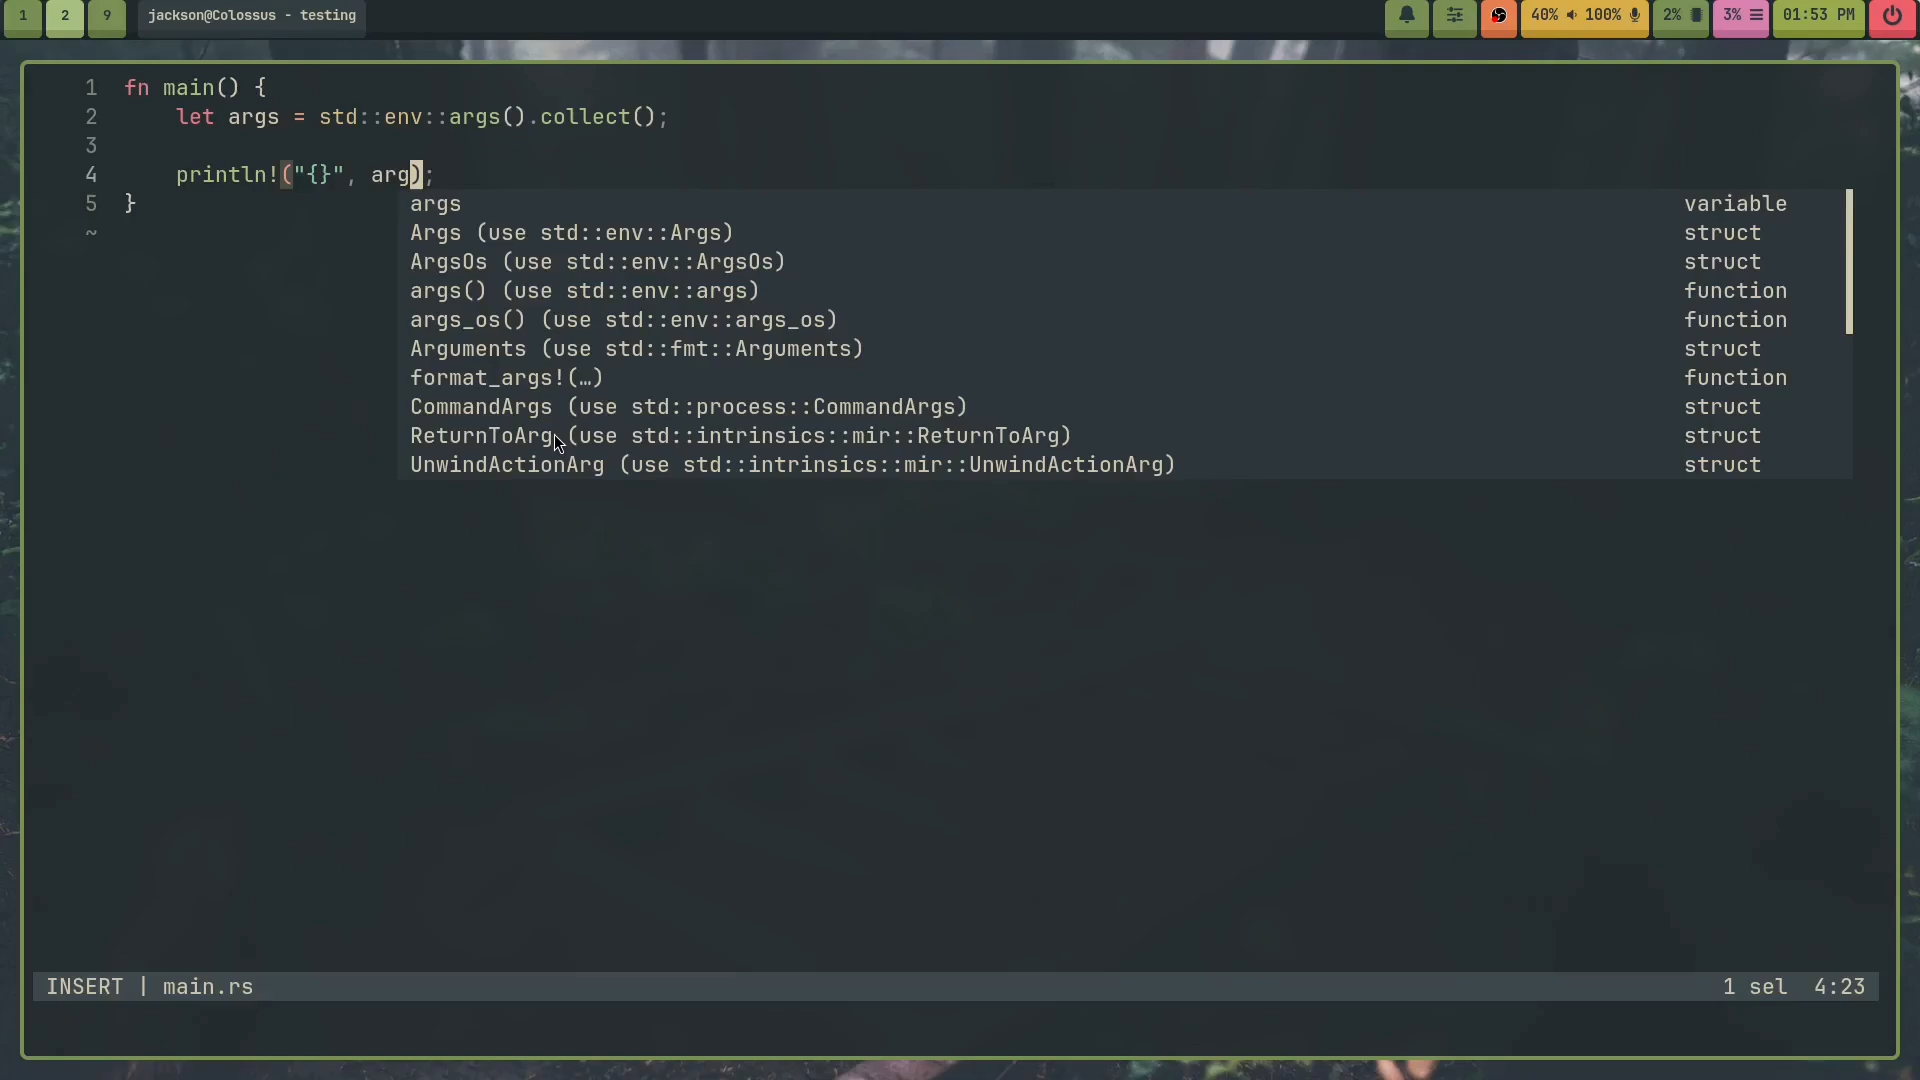 1 2 9 jackson@Colossus - testing 40% 100% 2% 3% 01:53 PM
1 fn main() {
2     let args = std::env::args().collect();
3
4     println!("{}", arg);
5 }
~
args variable
Args (use std::env::Args) struct
ArgsOs (use std::env::ArgsOs) struct
args() (use std::env::args) function
args_os() (use std::env::args_os) function
Arguments (use std::fmt::Arguments) struct
format_args!(…) function
CommandArgs (use std::process::CommandArgs) struct
ReturnToArg (use std::intrinsics::mir::ReturnToArg) struct
UnwindActionArg (use std::intrinsics::mir::UnwindActionArg) struct
INSERT | main.rs 1 sel 4:23